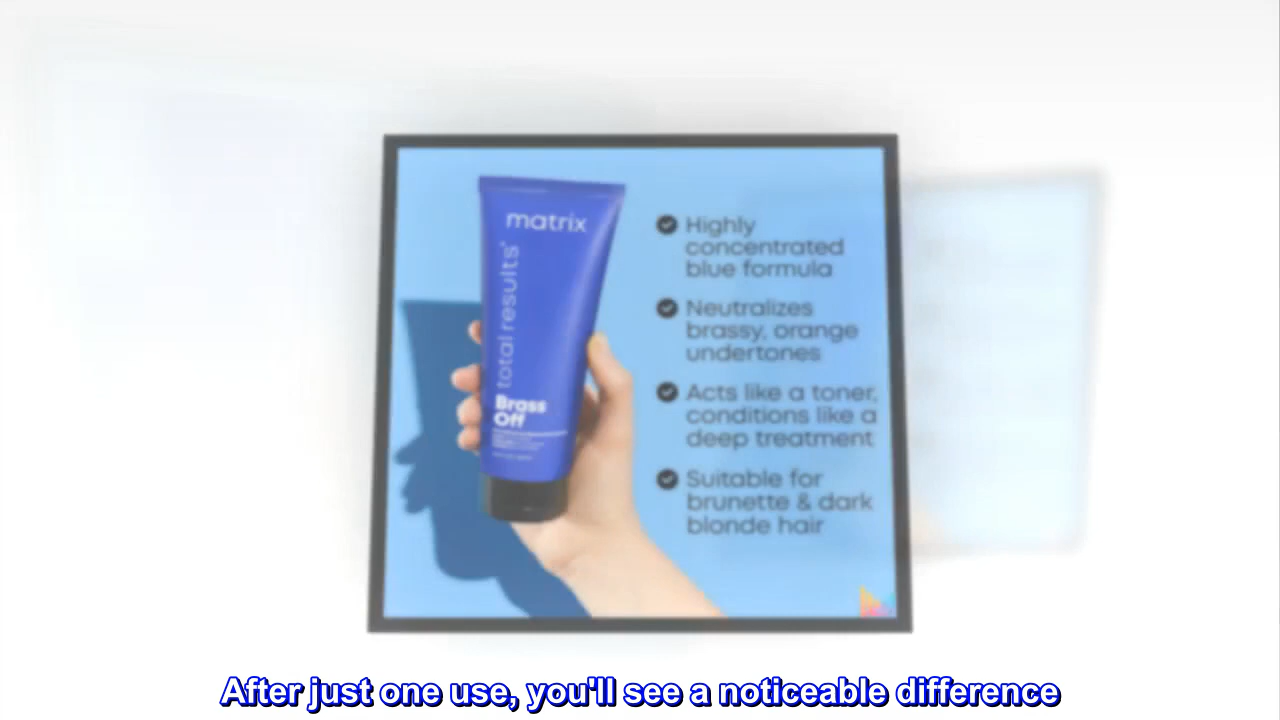 matrix
total results
Brass
Off
Highly
concentrated
blue formula
Neutralizes
brassy, orange
undertones
Acts like a toner,
conditions like a
deep treatment
Suitable for
brunette & dark
blonde hair
After just one use, you'll see a noticeable difference